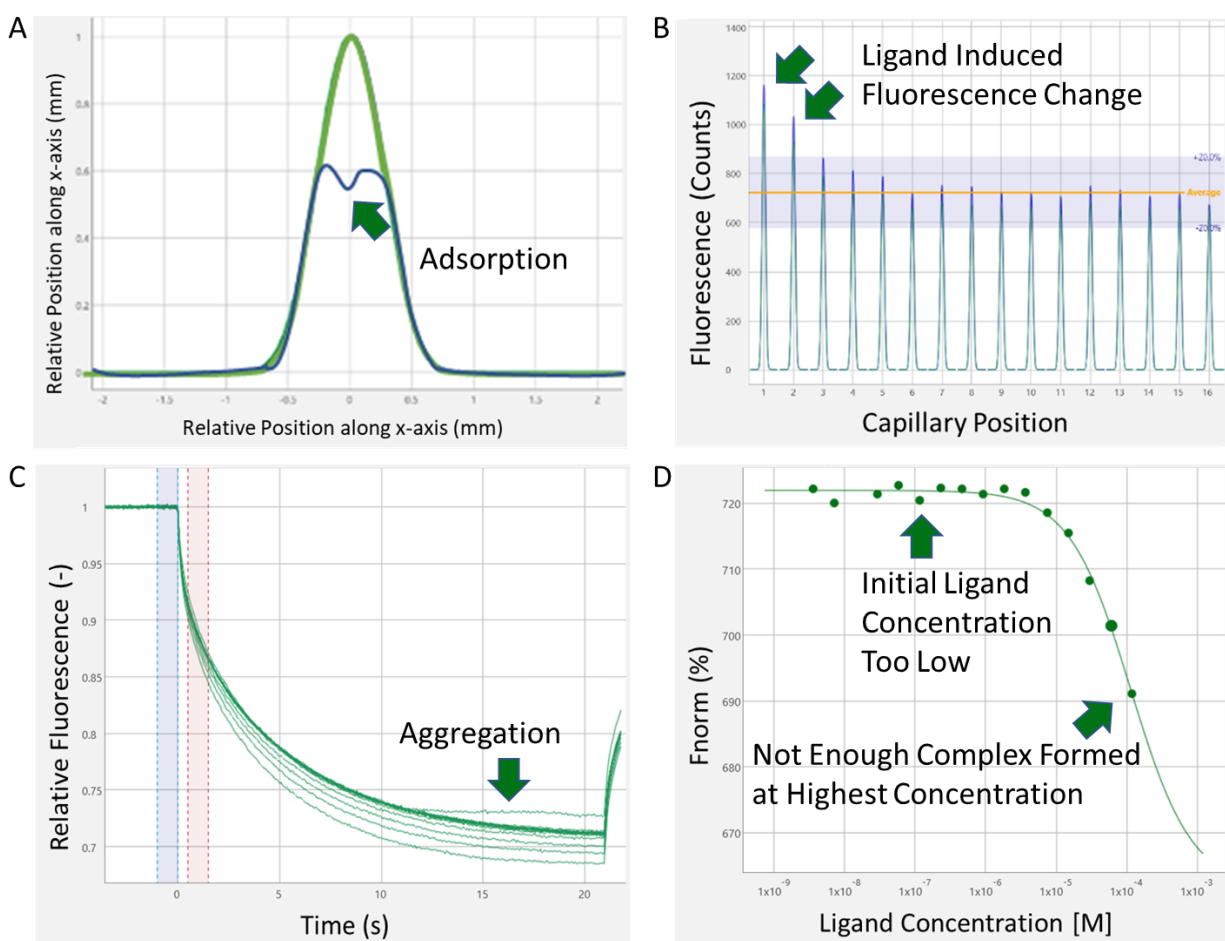 A
Relative Position along x-axis (mm)
1
0.8
0.6
0.4
0.2
0
-2
-1.5
-1
-0.5
0
0.5
1
1.5
2
Adsorption
Relative Position along x-axis (mm)
B
Fluorescence (Counts)
1400
1200
1000
800
600
400
200
0
Ligand Induced
Fluorescence Change
+20.0%
Average
-20.0%
1 2 3 4 5 6 7 8 9 10 11 12 13 14 15 16
Capillary Position
C
Relative Fluorescence (-)
1
0.95
0.9
0.85
0.8
0.75
0.7
Aggregation
0 5 10 15 20
Time (s)
D
Fnorm (%)
720
710
700
690
680
670
Initial Ligand
Concentration
Too Low
Not Enough Complex Formed
at Highest Concentration
1x10⁻⁹ 1x10⁻⁸ 1x10⁻⁷ 1x10⁻⁶ 1x10⁻⁵ 1x10⁻⁴ 1x10⁻³
Ligand Concentration [M]